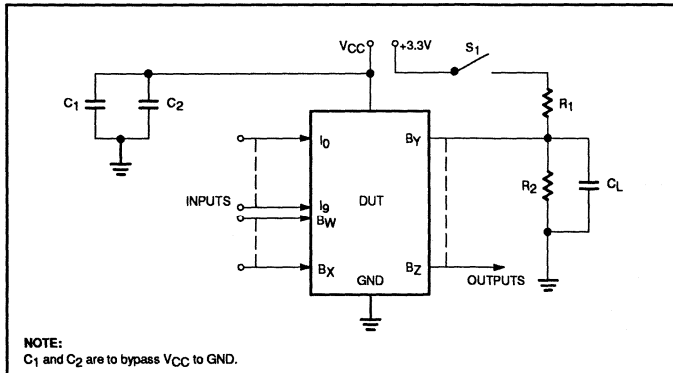 VCC
+3.3V
S1
C1
C2
R1
I0
BY
R2
CL
INPUTS
I9
DUT
BW
BX
BZ
GND
OUTPUTS
NOTE:
C1 and C2 are to bypass VCC to GND.